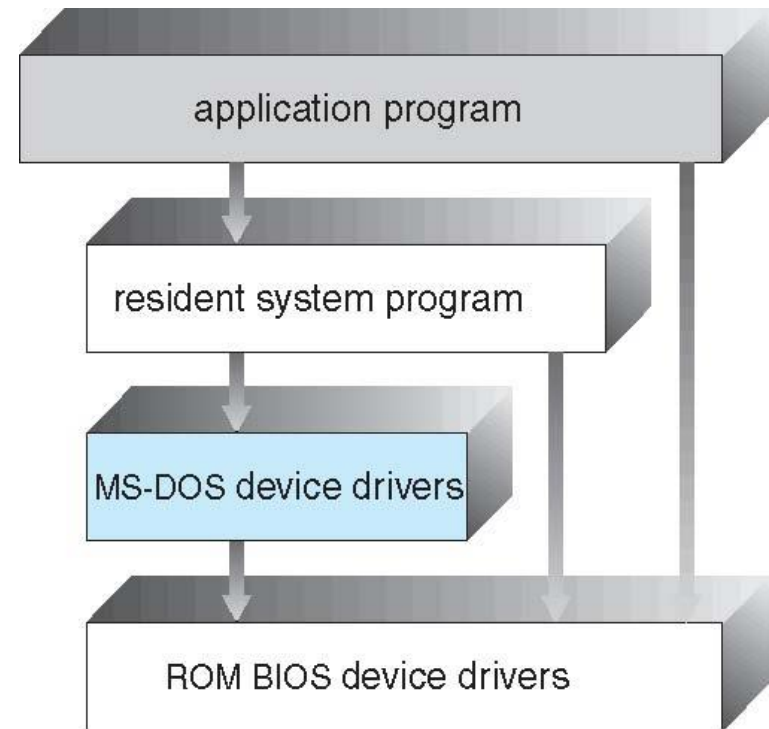 application program
resident system program
MS-DOS device drivers
ROM BIOS device drivers